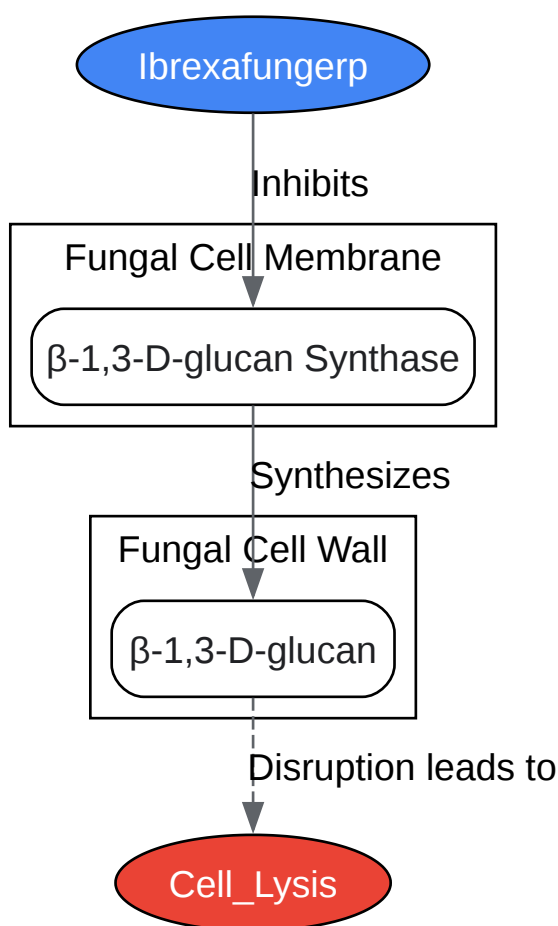 Ibrexafungerp
Inhibits
Fungal Cell Membrane
β-1,3-D-glucan Synthase
Synthesizes
Fungal Cell Wall
β-1,3-D-glucan
Disruption leads to
Cell_Lysis